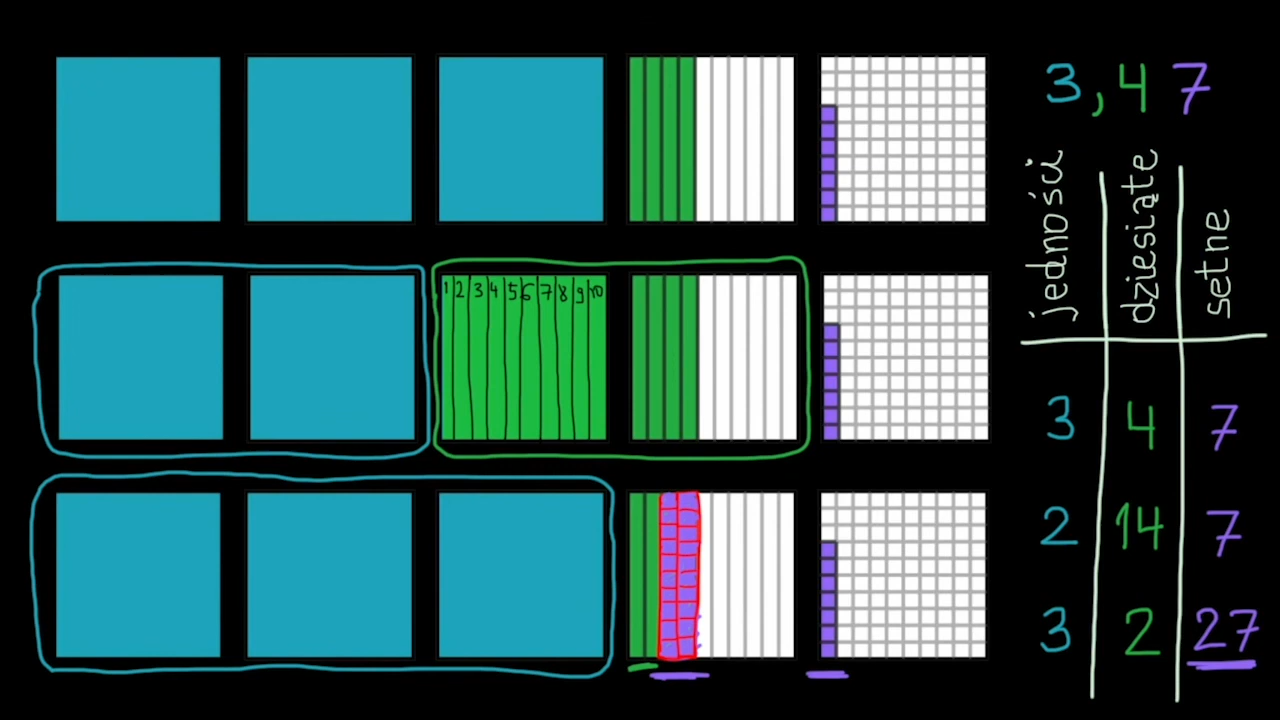 3,47
jedności dziesiąte setne
1 2 3 4 5 6 7 8 9 10
3 4 7
2 14 7
3 2 27